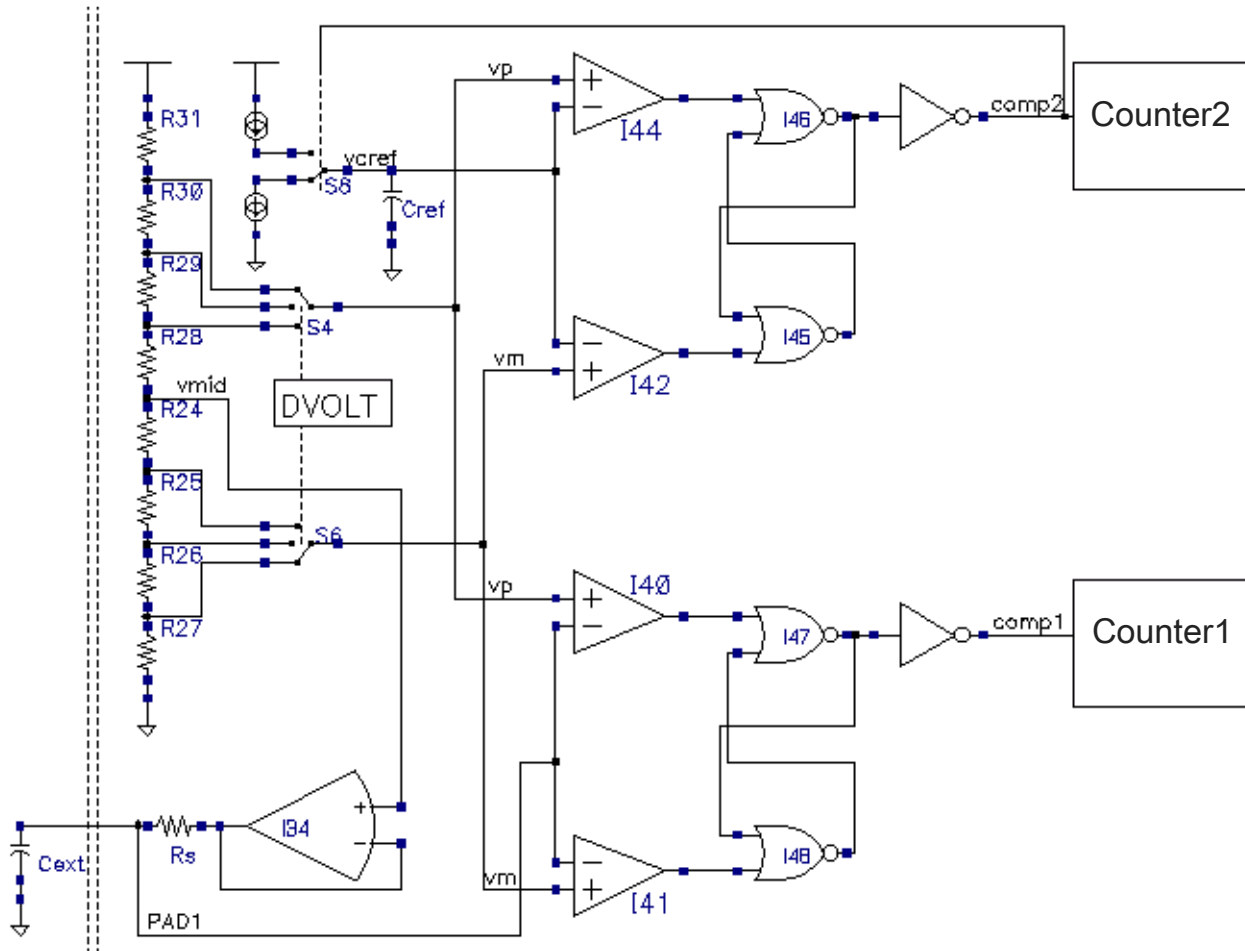 vp
comp2
Counter2
R31
I46
I44
vcref
R30
S8
Cref
R29
S4
I45
R28
vm
I42
vmid
DVOLT
R24
R25
S6
R26
vp
I40
R27
I47
comp1
Counter1
I34
+
−
Rs
Cext
vm
I48
I41
PAD1